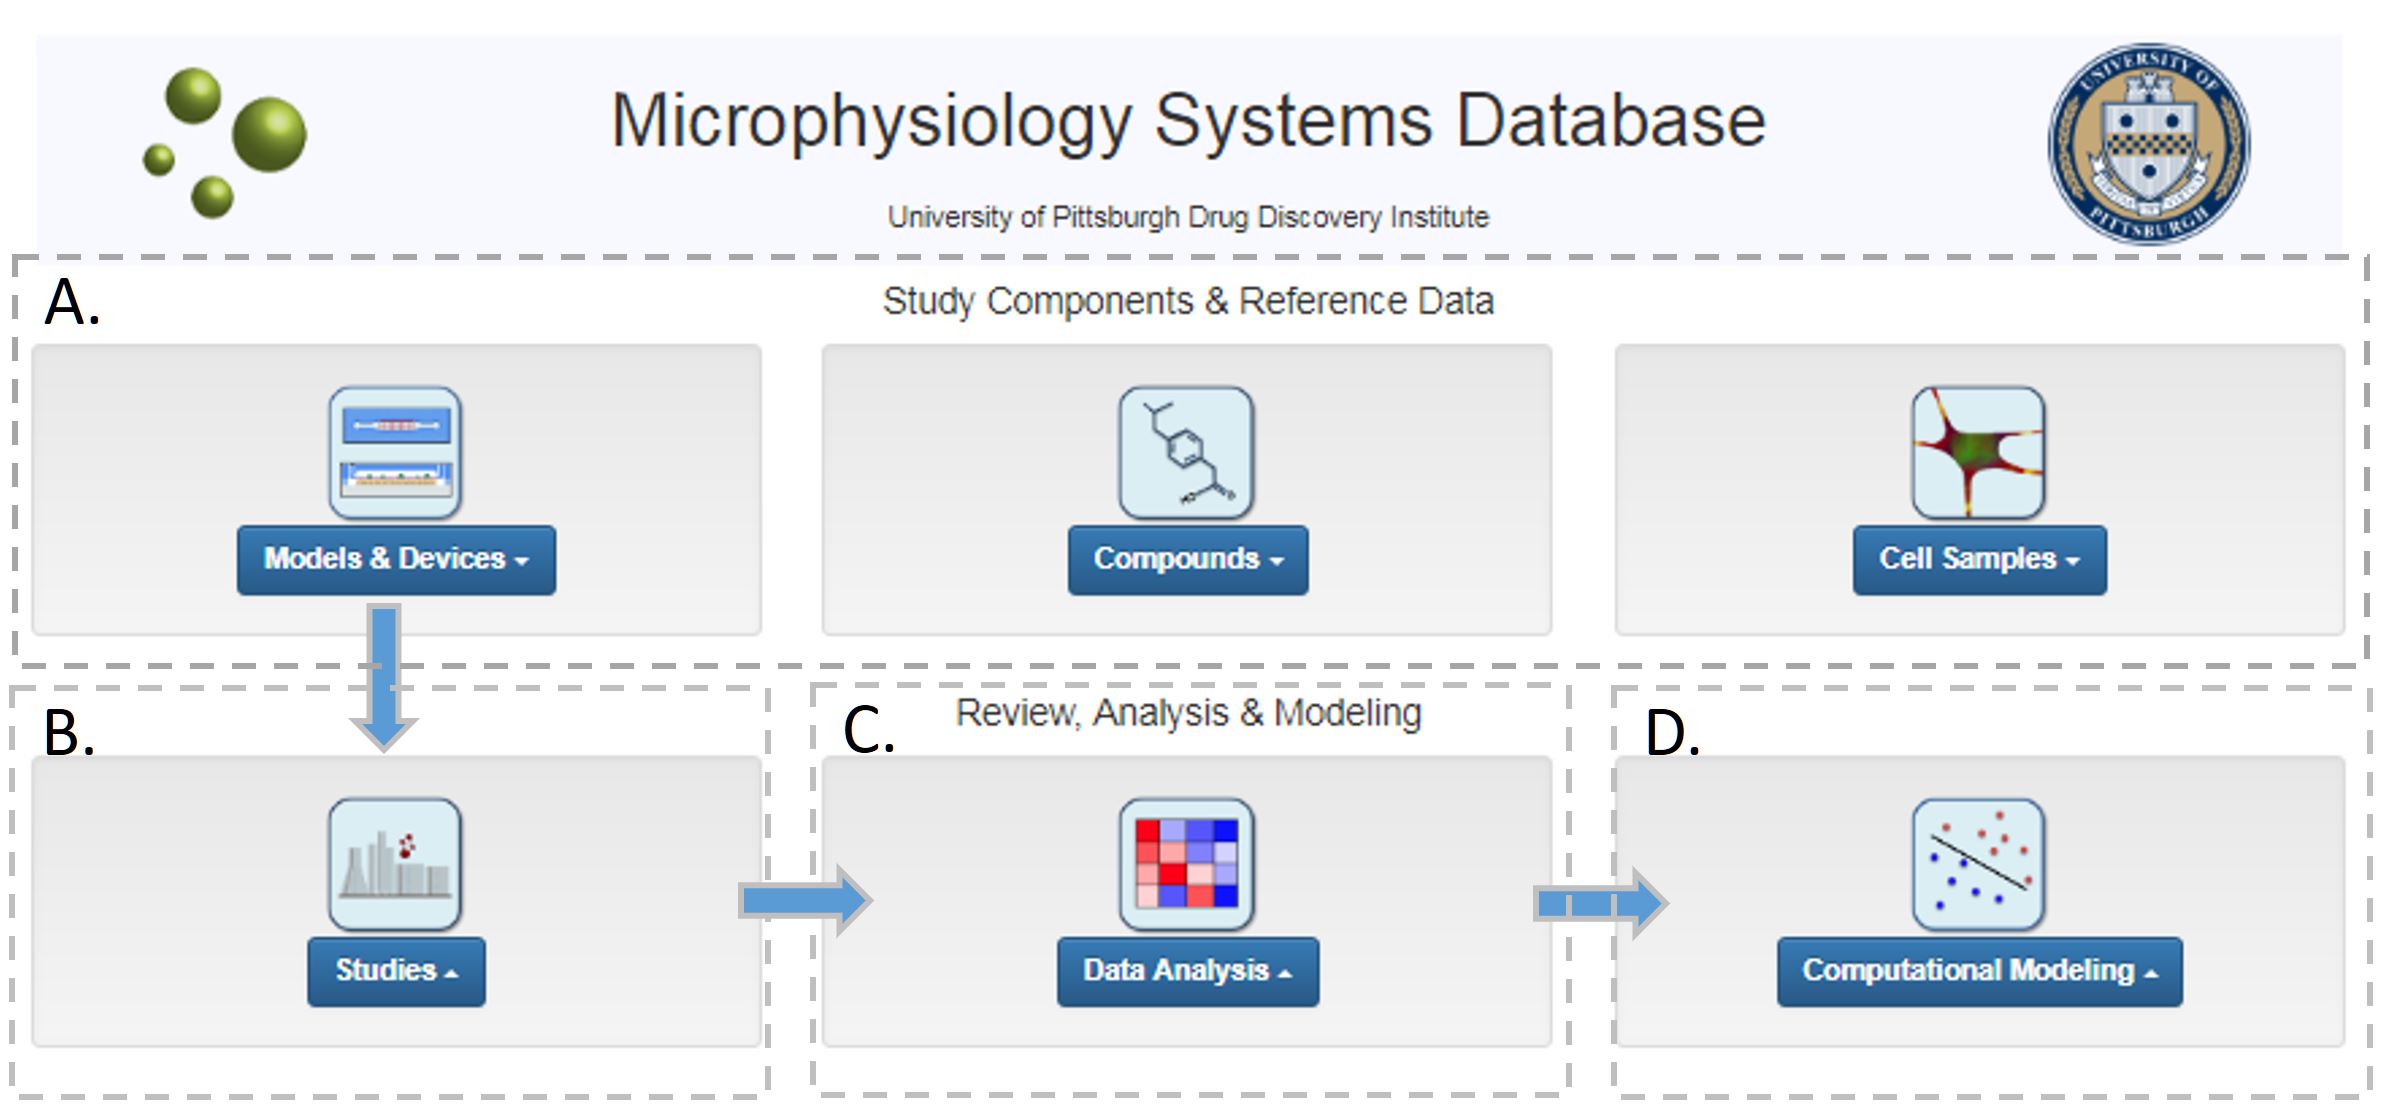 Microphysiology Systems Database
University of Pittsburgh Drug Discovery Institute
UNIVERSITY OF
PITTSBURGH
A.
Study Components & Reference Data
Models & Devices
Compounds
Cell Samples
B.
C.
Review, Analysis & Modeling
D.
Studies
Data Analysis
Computational Modeling